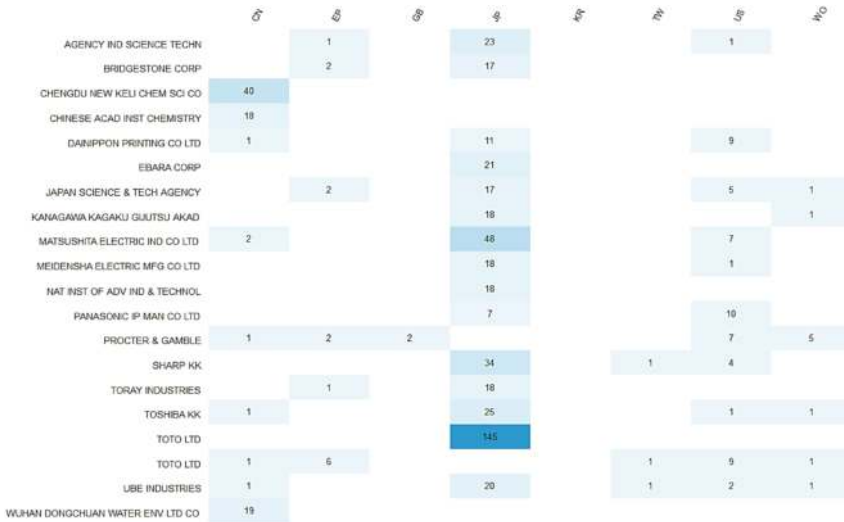 CN EP GB JP KR TW US WO
AGENCY IND SCIENCE TECHN 1 23 1
BRIDGESTONE CORP 2 17
CHENGDU NEW KELI CHEM SCI CO 40
CHINESE ACAD INST CHEMISTRY 18
DAINIPPON PRINTING CO LTD 1 11 9
EBARA CORP 21
JAPAN SCIENCE & TECH AGENCY 2 17 5 1
KANAGAWA KAGAKU GIJUTSU AKAD 18 1
MATSUSHITA ELECTRIC IND CO LTD 2 48 7
MEIDENSHA ELECTRIC MFG CO LTD 18 1
NAT INST OF ADV IND & TECHNOL 18
PANASONIC IP MAN CO LTD 7 10
PROCTER & GAMBLE 1 2 2 7 5
SHARP KK 34 1 4
TORAY INDUSTRIES 1 18
TOSHIBA KK 1 25 1 1
TOTO LTD 145
TOTO LTD 1 6 1 9 1
UBE INDUSTRIES 1 20 1 2 1
WUHAN DONGCHUAN WATER ENV LTD CO 19